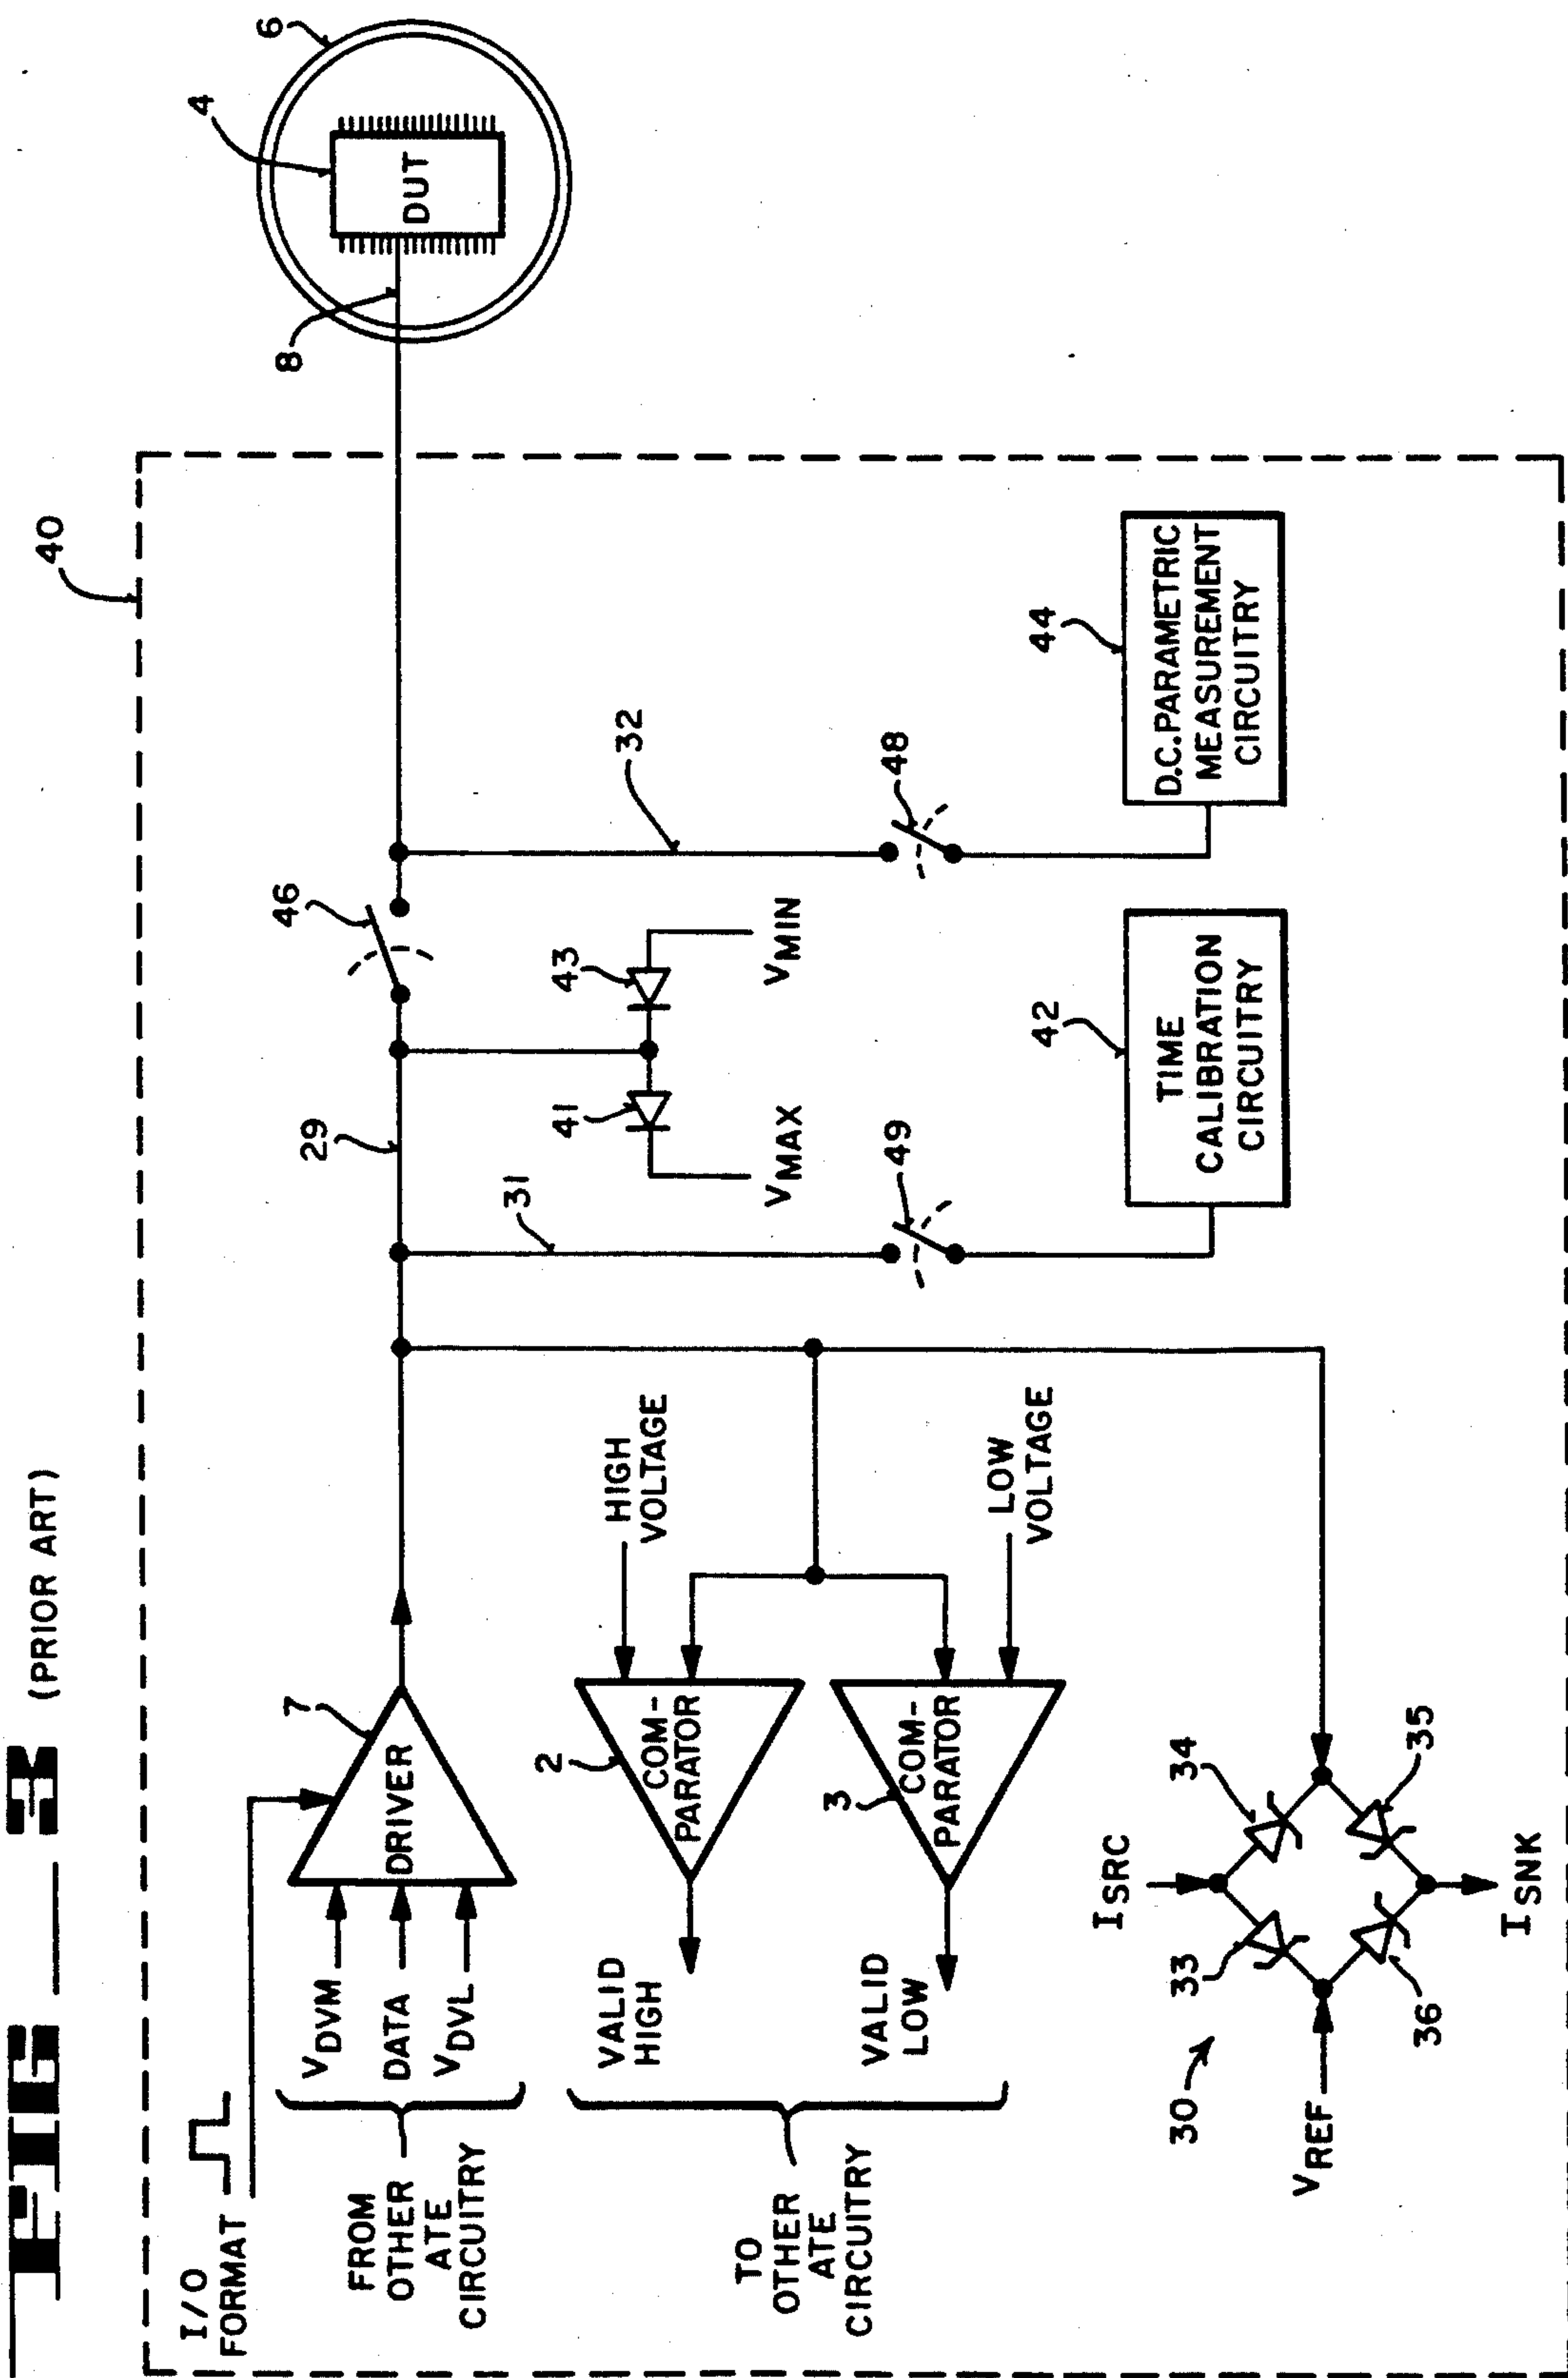 FIG__3 (PRIOR ART)
40
I/O
FORMAT
FROM
OTHER
ATE
CIRCUITRY
VDVM
DATA
VDVL
DRIVER
7
29
46
8
4
6
DUT
31
41
43
VMAX
VMIN
32
TO
OTHER
ATE
CIRCUITRY
VALID
HIGH
2
COM-
PARATOR
HIGH
VOLTAGE
VALID
LOW
3
COM-
PARATOR
LOW
VOLTAGE
49
48
42
TIME
CALIBRATION
CIRCUITRY
44
D.C. PARAMETRIC
MEASUREMENT
CIRCUITRY
30
VREF
33
ISRC
34
36
ISNK
35